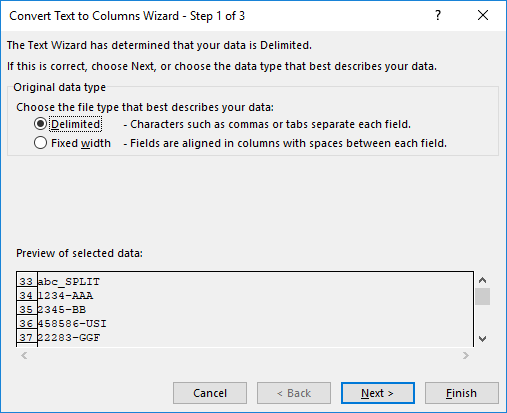 Convert Text to Columns Wizard - Step 1 of 3
The Text Wizard has determined that your data is Delimited.
If this is correct, choose Next, or choose the data type that best describes your data.
Original data type
Choose the file type that best describes your data:
Delimited - Characters such as commas or tabs separate each field.
Fixed width - Fields are aligned in columns with spaces between each field.
Preview of selected data:
33 abc_SPLIT
34 1234-AAA
35 2345-BB
36 458586-USI
37 22283-GGF
Cancel < Back Next > Finish